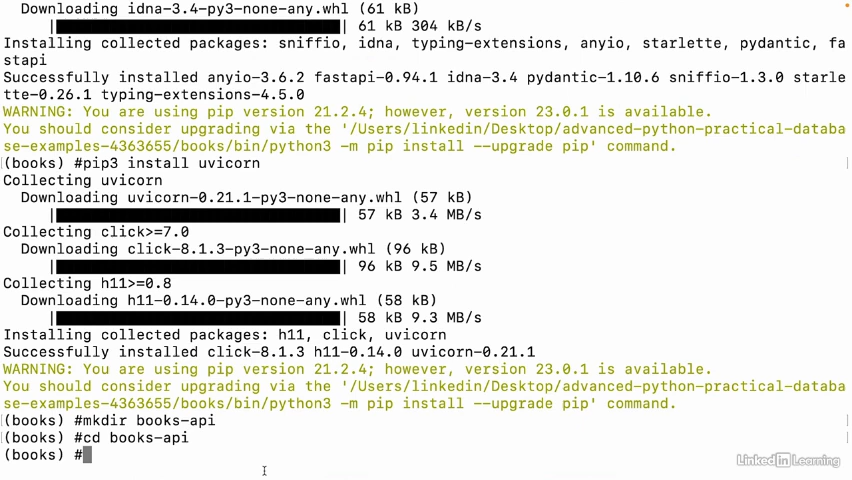 Downloading idna-3.4-py3-none-any.whl (61 kB)
| | 61 kB 304 kB/s
Installing collected packages: sniffio, idna, typing-extensions, anyio, starlette, pydantic, fa
stapi
Successfully installed anyio-3.6.2 fastapi-0.94.1 idna-3.4 pydantic-1.10.6 sniffio-1.3.0 starle
tte-0.26.1 typing-extensions-4.5.0
WARNING: You are using pip version 21.2.4; however, version 23.0.1 is available.
You should consider upgrading via the '/Users/linkedin/Desktop/advanced-python-practical-databa
se-examples-4363655/books/bin/python3 -m pip install --upgrade pip' command.
(books) #pip3 install uvicorn
Collecting uvicorn
Downloading uvicorn-0.21.1-py3-none-any.whl (57 kB)
| | 57 kB 3.4 MB/s
Collecting click>=7.0
Downloading click-8.1.3-py3-none-any.whl (96 kB)
| | 96 kB 9.5 MB/s
Collecting h11>=0.8
Downloading h11-0.14.0-py3-none-any.whl (58 kB)
| | 58 kB 9.3 MB/s
Installing collected packages: h11, click, uvicorn
Successfully installed click-8.1.3 h11-0.14.0 uvicorn-0.21.1
WARNING: You are using pip version 21.2.4; however, version 23.0.1 is available.
You should consider upgrading via the '/Users/linkedin/Desktop/advanced-python-practical-databa
se-examples-4363655/books/bin/python3 -m pip install --upgrade pip' command.
(books) #mkdir books-api
(books) #cd books-api
(books) #
LinkedIn Learning